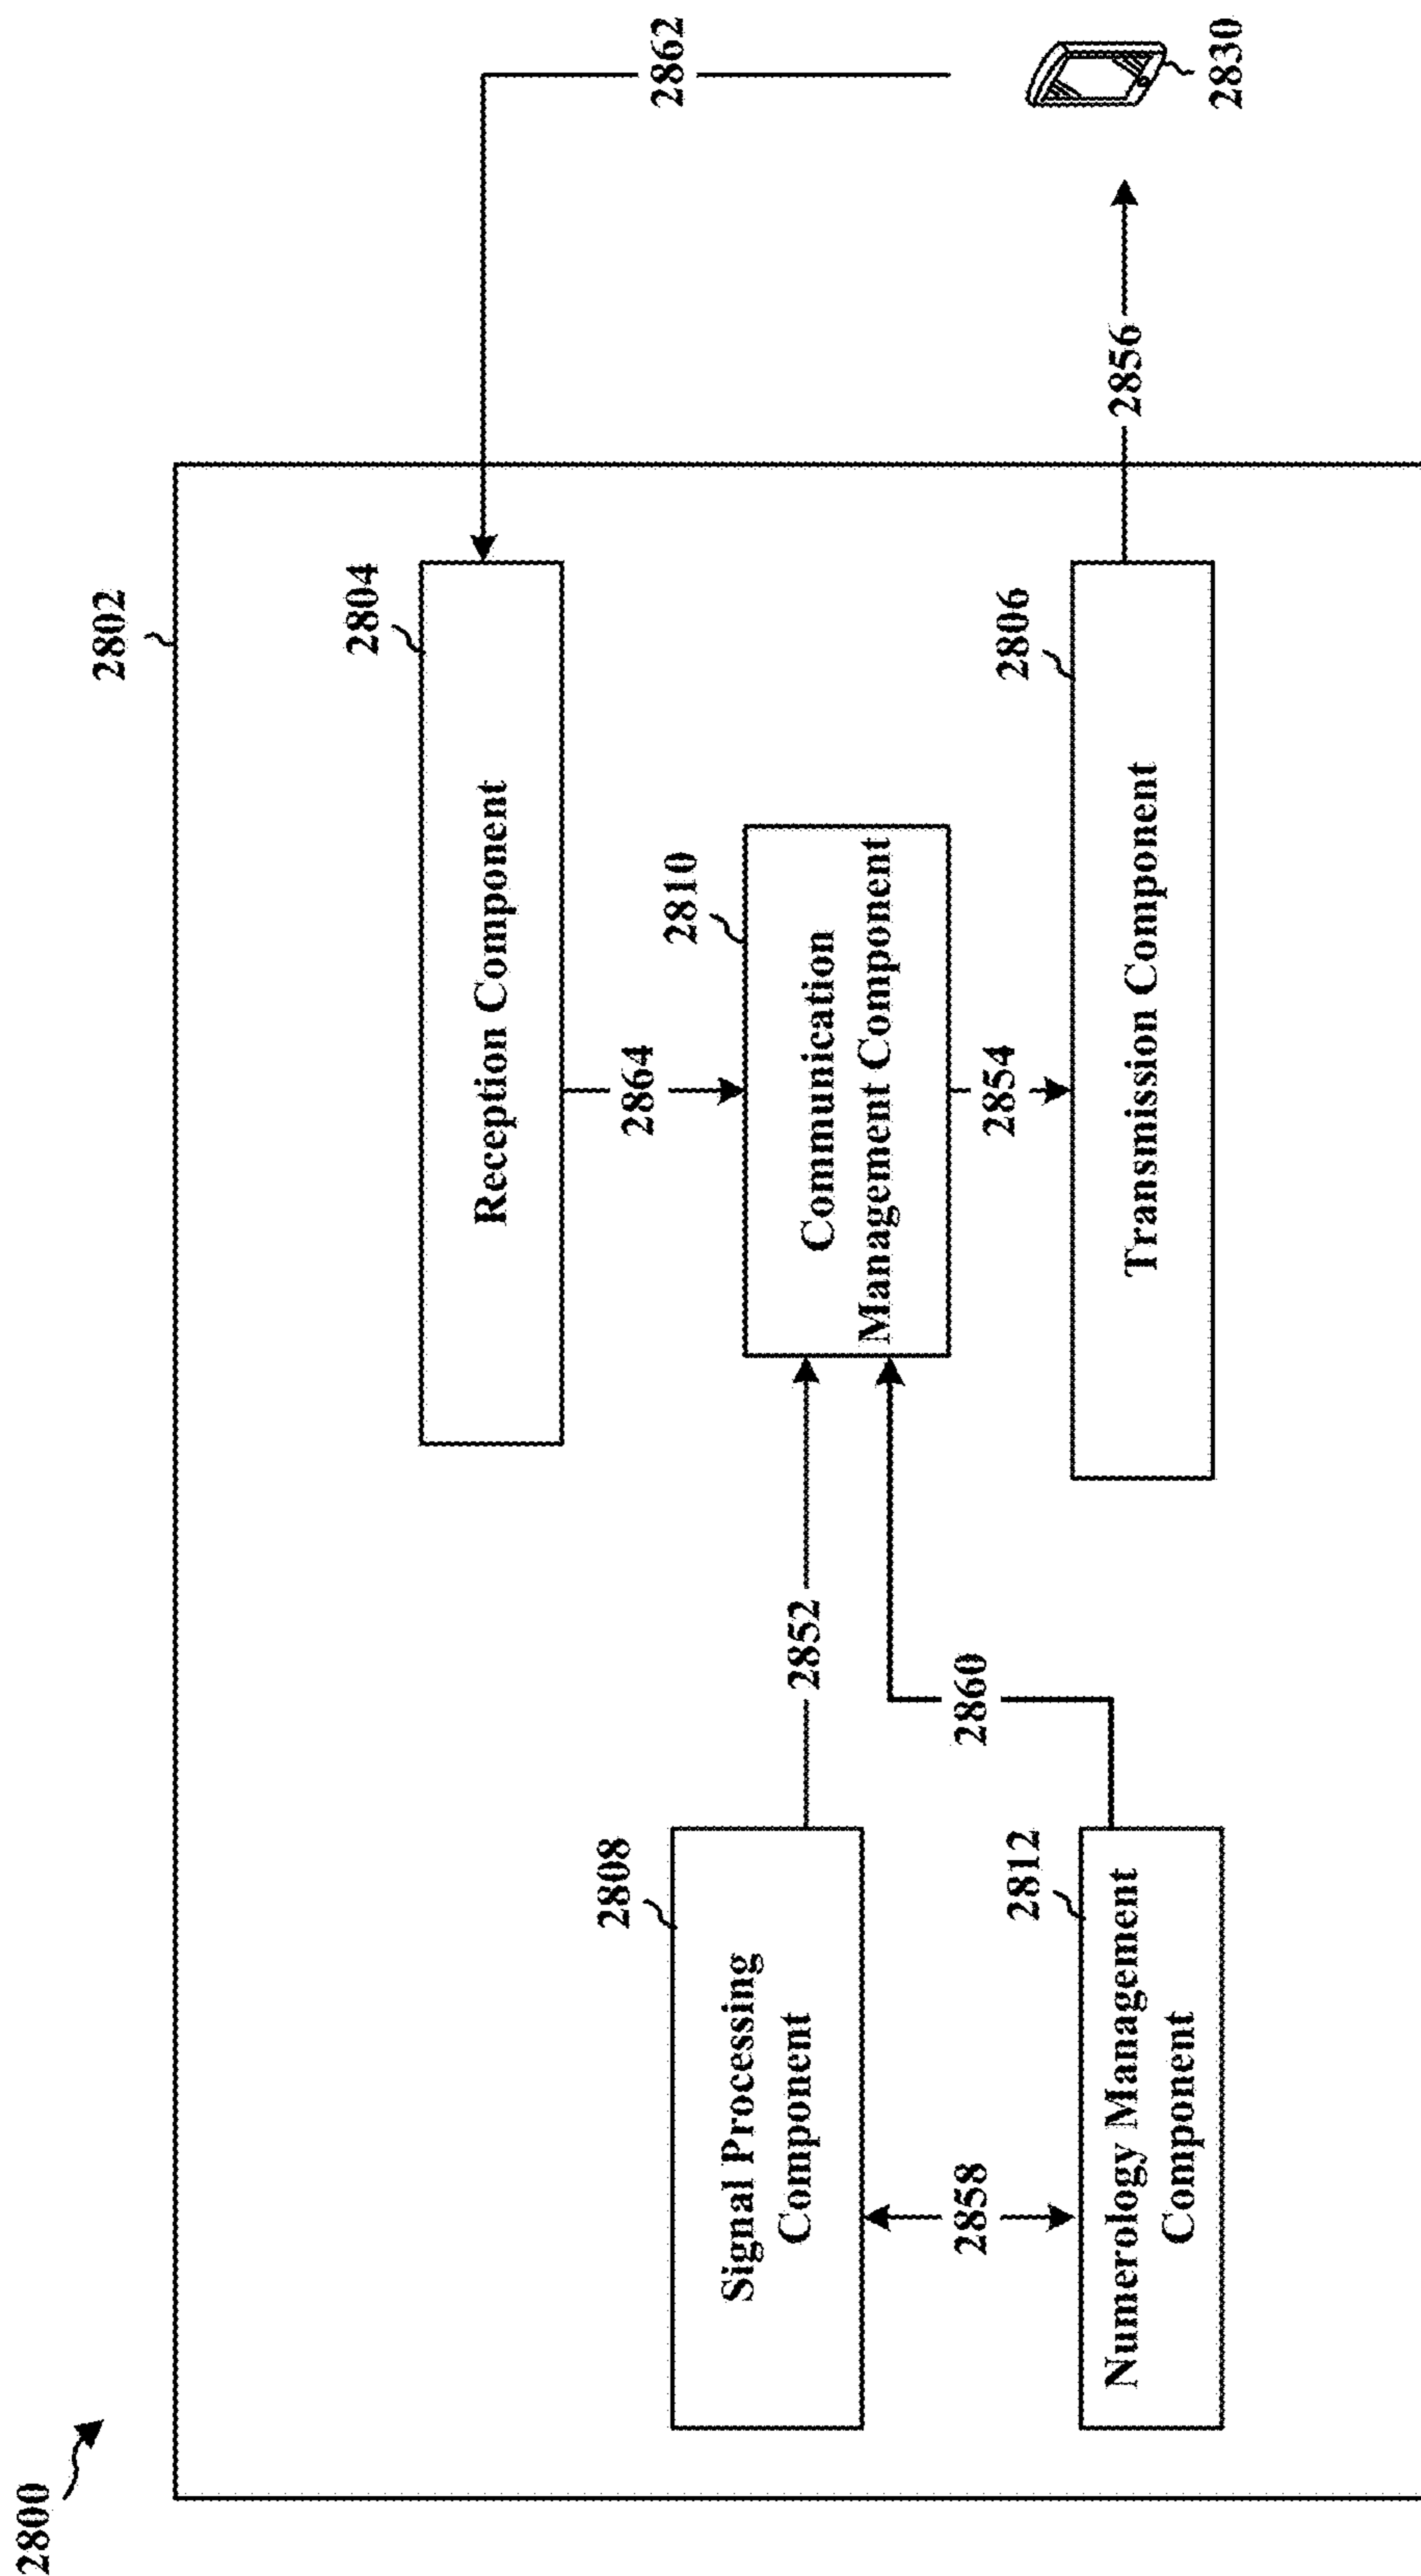 2800
2802
2804
Reception Component
2862
2864
2808
Signal Processing
Component
2852
2810
Communication
Management Component
2858
2860
2854
2812
Numerology Management
Component
2806
Transmission Component
2856
2830